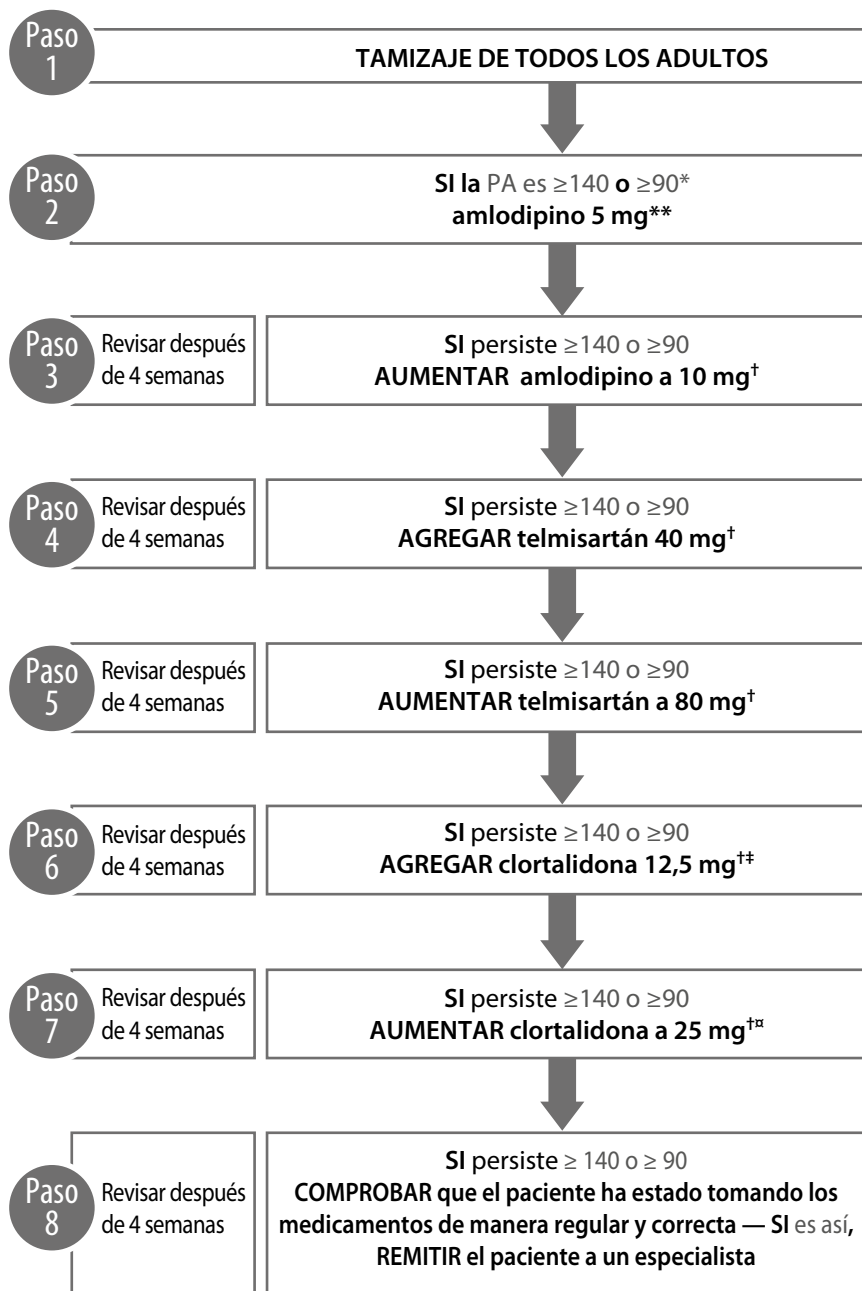 Paso
1
TAMIZAJE DE TODOS LOS ADULTOS
Paso
2
SI la PA es ≥140 o ≥90*
amlodipino 5 mg**
Paso
3
Revisar después
de 4 semanas
SI persiste ≥140 o ≥90
AUMENTAR amlodipino a 10 mg†
Paso
4
Revisar después
de 4 semanas
SI persiste ≥140 o ≥90
AGREGAR telmisartán 40 mg†
Paso
5
Revisar después
de 4 semanas
SI persiste ≥140 o ≥90
AUMENTAR telmisartán a 80 mg†
Paso
6
Revisar después
de 4 semanas
SI persiste ≥140 o ≥90
AGREGAR clortalidona 12,5 mg†‡
Paso
7
Revisar después
de 4 semanas
SI persiste ≥140 o ≥90
AUMENTAR clortalidona a 25 mg†¤
Paso
8
Revisar después
de 4 semanas
SI persiste ≥ 140 o ≥ 90
COMPROBAR que el paciente ha estado tomando los
medicamentos de manera regular y correcta — SI es así,
REMITIR el paciente a un especialista